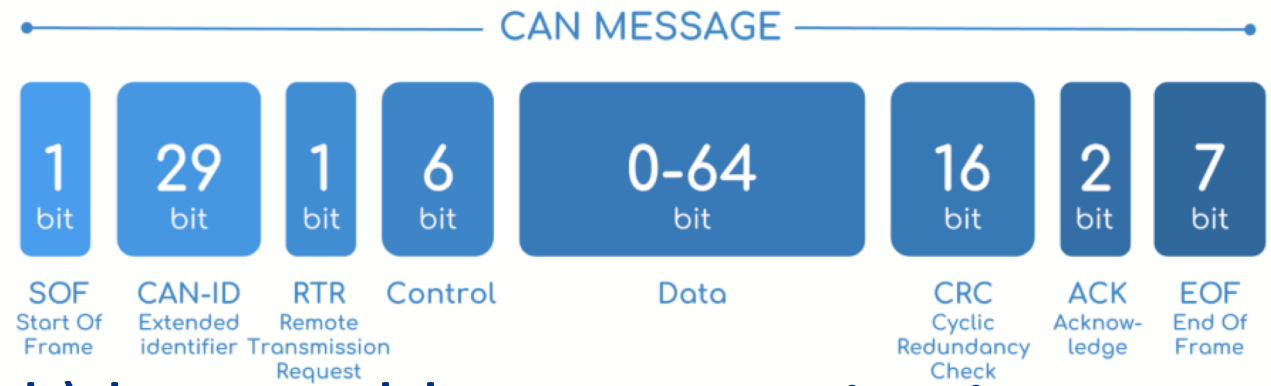 CAN MESSAGE
1 29 1 6 0-64 16 2 7
bit bit bit bit bit bit bit bit
SOF CAN-ID RTR Control Data CRC ACK EOF
Start Of Extended Remote Cyclic Acknow- End Of
Frame identifier Transmission Redundancy ledge Frame
Request Check